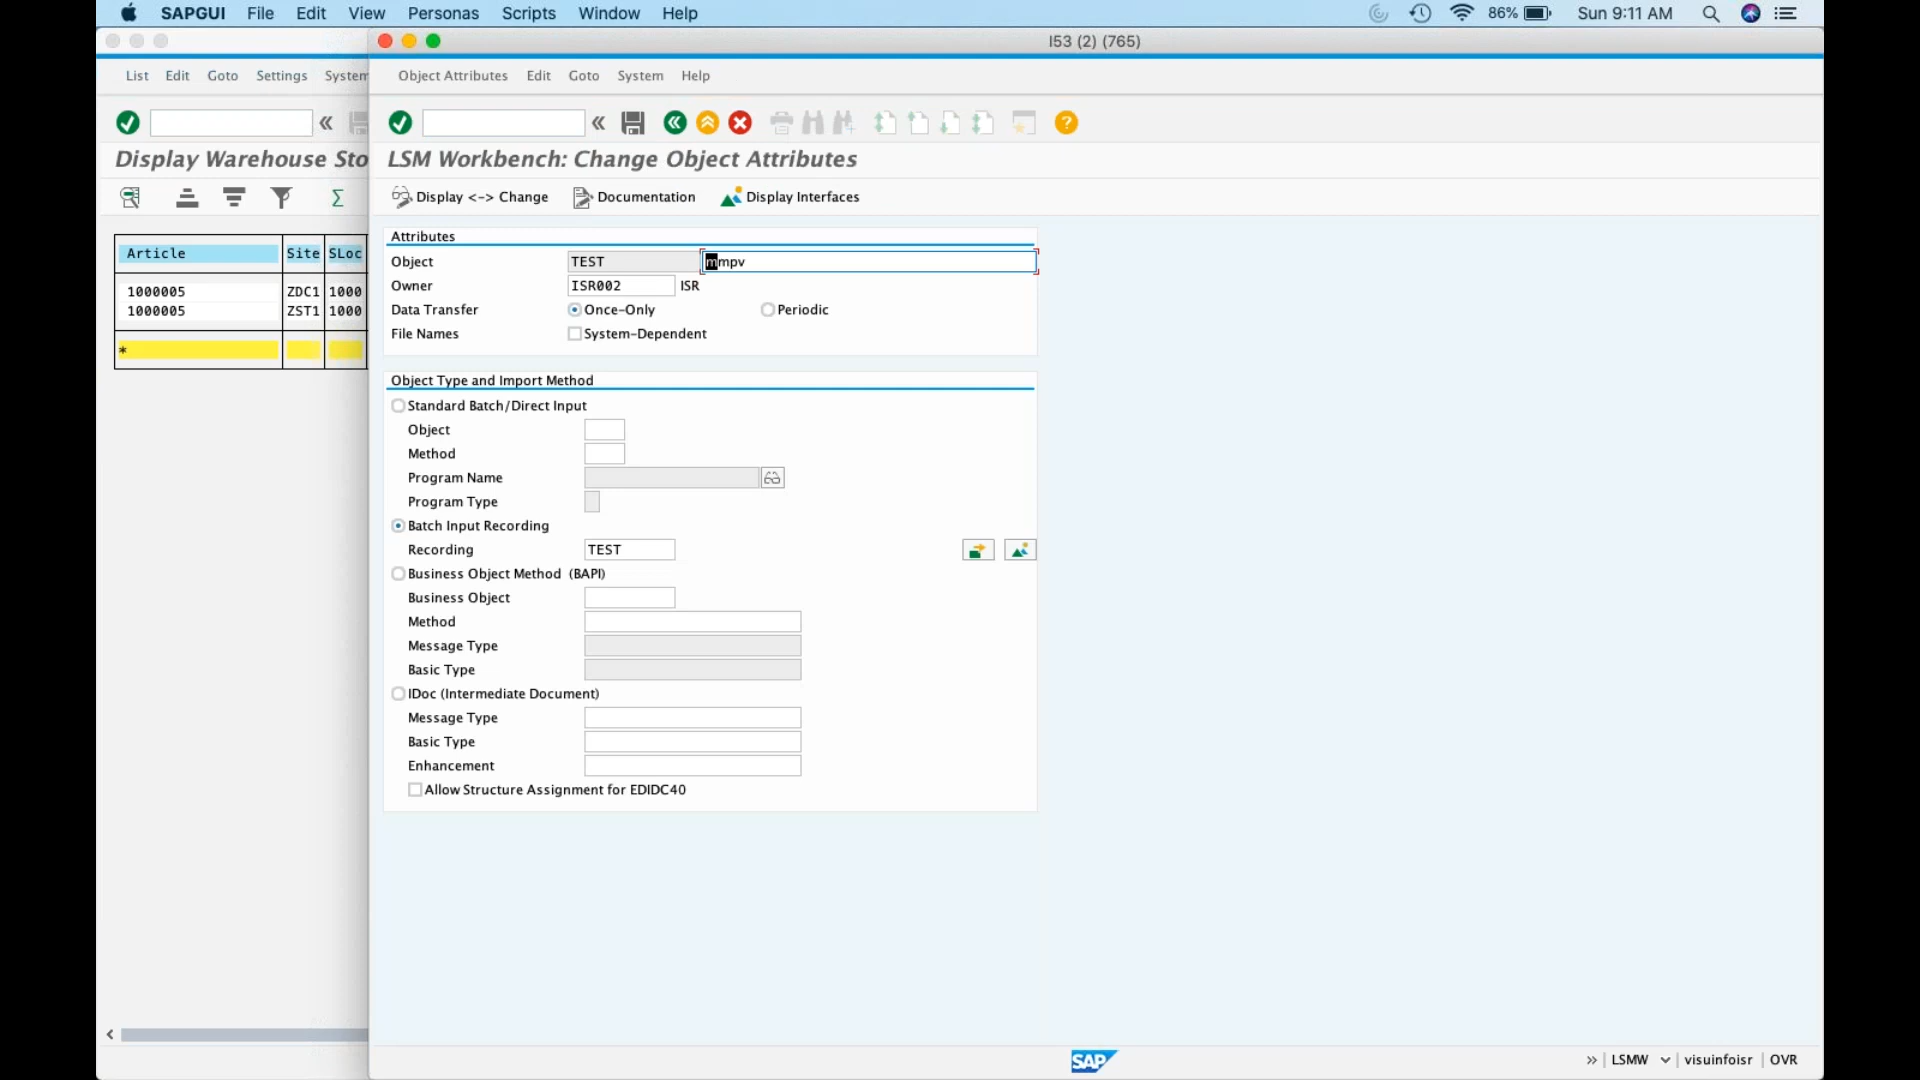 SAPGUI File Edit View Personas Scripts Window Help 86% Sun 9:11 AM
I53 (2) (765)
List Edit Goto Settings System
Object Attributes Edit Goto System Help
Display Warehouse Sto
LSM Workbench: Change Object Attributes
Display <-> Change Documentation Display Interfaces
Article Site SLoc
1000005 ZDC1 1000
1000005 ZST1 1000
*
Attributes
Object TEST mmpv
Owner ISR002 ISR
Data Transfer Once-Only Periodic
File Names System-Dependent
Object Type and Import Method
Standard Batch/Direct Input
Object
Method
Program Name
Program Type
Batch Input Recording
Recording TEST
Business Object Method (BAPI)
Business Object
Method
Message Type
Basic Type
IDoc (Intermediate Document)
Message Type
Basic Type
Enhancement
Allow Structure Assignment for EDIDC40
SAP
LSMW visuinfoisr OVR